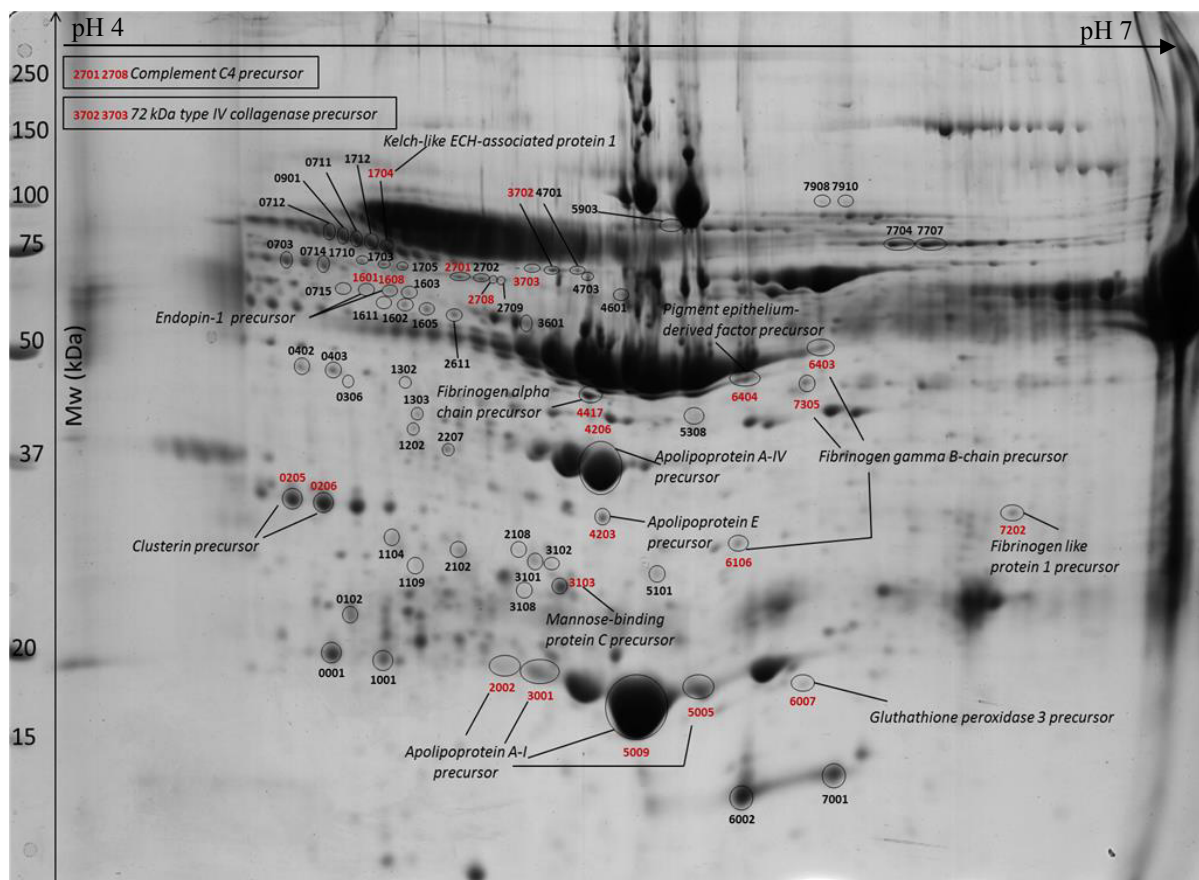 pH 4
pH 7
250
2701 2708 Complement C4 precursor
3702 3703 72 kDa type IV collagenase precursor
150
Kelch-like ECH-associated protein 1
0711
1712
1704
0901
100
0712
3702 4701
7908 7910
5903
75
0703
0714 1710
1703
1705
2701 2702
3703
4703
7704 7707
1601 1608
1603
2708
2709
4601
0715
Endopin-1 precursor
1611 1602 1605
3601
Pigment epithelium-
derived factor precursor
50
2611
0402
0403
0306
1302
6403
6404
7305
Fibrinogen alpha
chain precursor
4417
4206
1303
5308
1202
2207
Mw (kDa)
37
Apolipoprotein A-IV
precursor
Fibrinogen gamma B-chain precursor
0205
0206
Clusterin precursor
4203
Apolipoprotein E
precursor
7202
Fibrinogen like
protein 1 precursor
1104
2108
3102
2102
6106
1109
3101
3103
5101
3108
0102
Mannose-binding
protein C precursor
20
0001
1001
2002
3001
5005
6007
Gluthathione peroxidase 3 precursor
15
Apolipoprotein A-I
precursor
5009
7001
6002